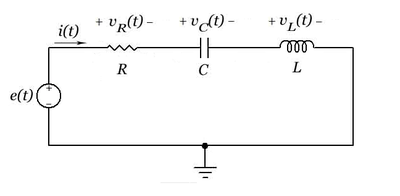 + v_R(t) − + v_C(t) − + v_L(t) −
i(t)
R C L
e(t)
+
−